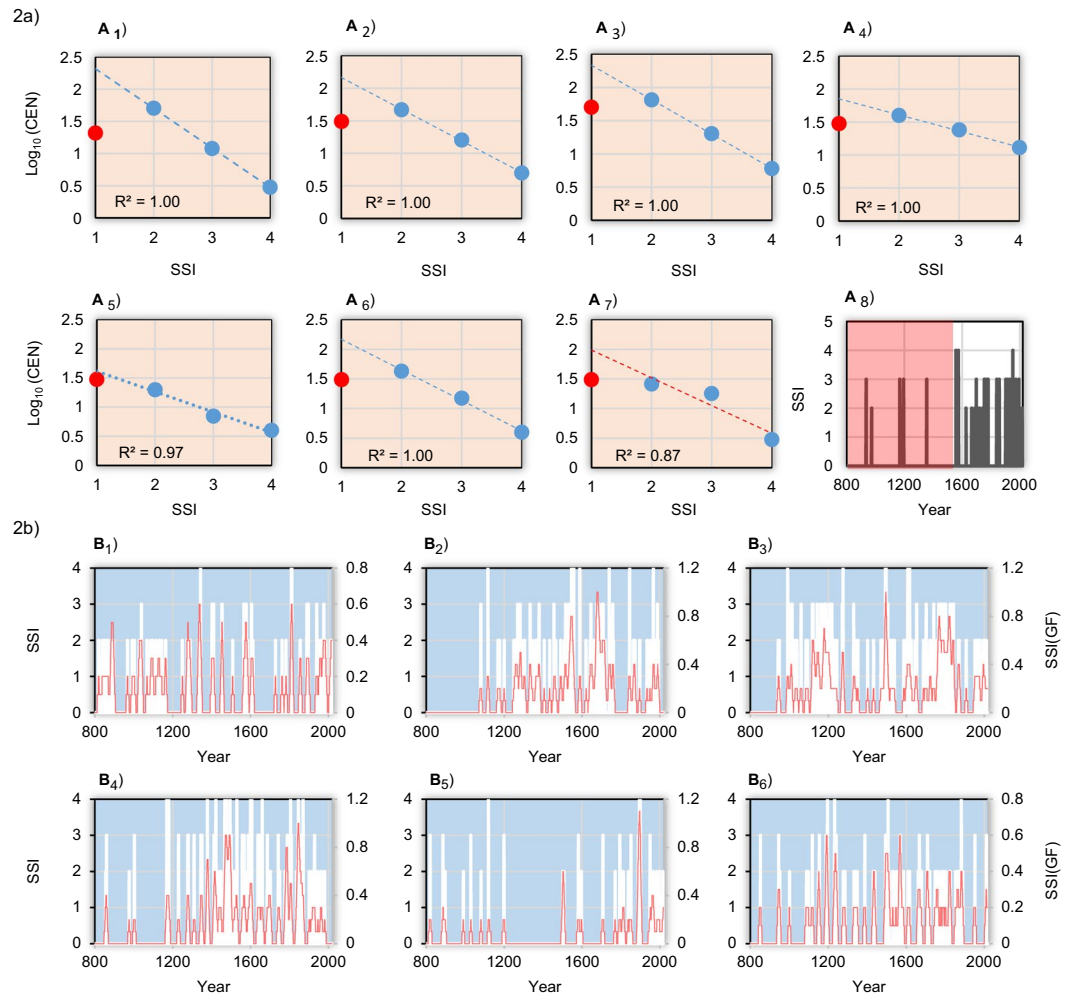 2a)
A 1) A 2) A 3) A 4)
2.5 2.5 2.5 2.5
2 2 2 2
1.5 1.5 1.5 1.5
1 1 1 1
0.5 0.5 0.5 0.5
0 0 0 0
Log10 (CEN)
R² = 1.00 R² = 1.00 R² = 1.00 R² = 1.00
1 2 3 4 1 2 3 4 1 2 3 4 1 2 3 4
SSI SSI SSI SSI
A 5) A 6) A 7) A 8)
2.5 2.5 2.5 5
2 2 2 4
1.5 1.5 1.5 3
1 1 1 2
0.5 0.5 0.5 1
0 0 0 0
Log10 (CEN) SSI
R² = 0.97 R² = 1.00 R² = 0.87
1 2 3 4 1 2 3 4 1 2 3 4 800 1200 1600 2000
SSI SSI SSI Year
2b)
B1) B2) B3)
4 0.8 4 1.2 4 1.2
3 0.6 3 3
0.8 0.8
2 0.4 2 2
0.4 0.4
1 0.2 1 1
0 0 0 0 0 0
SSI SSI(GF)
800 1200 1600 2000 800 1200 1600 2000 800 1200 1600 2000
Year Year Year
B4) B5) B6)
4 1.2 4 1.2 4 0.8
3 3 3 0.6
0.8 0.8
2 2 2 0.4
0.4 0.4
1 1 1 0.2
0 0 0 0 0 0
SSI SSI(GF)
800 1200 1600 2000 800 1200 1600 2000 800 1200 1600 2000
Year Year Year